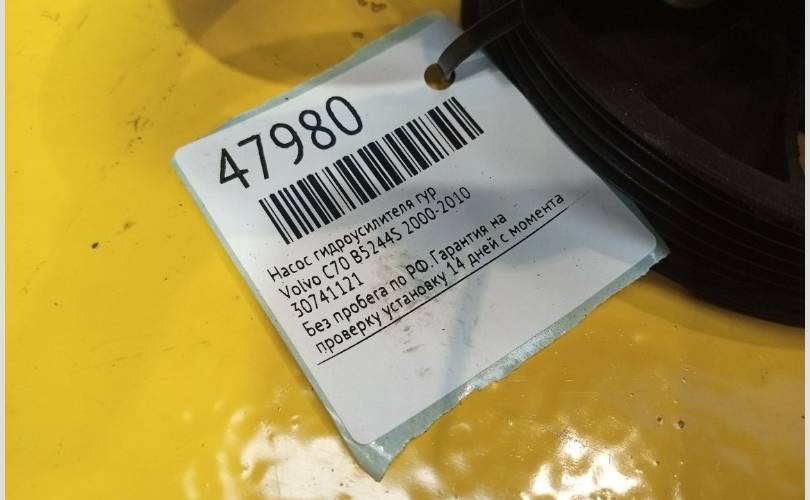 47980
Насос гидроусилителя гур
Volvo C70 B5244S 2000-2010
30741121
Без пробега по РФ.Гарантия на
проверку установку 14 дней с момента